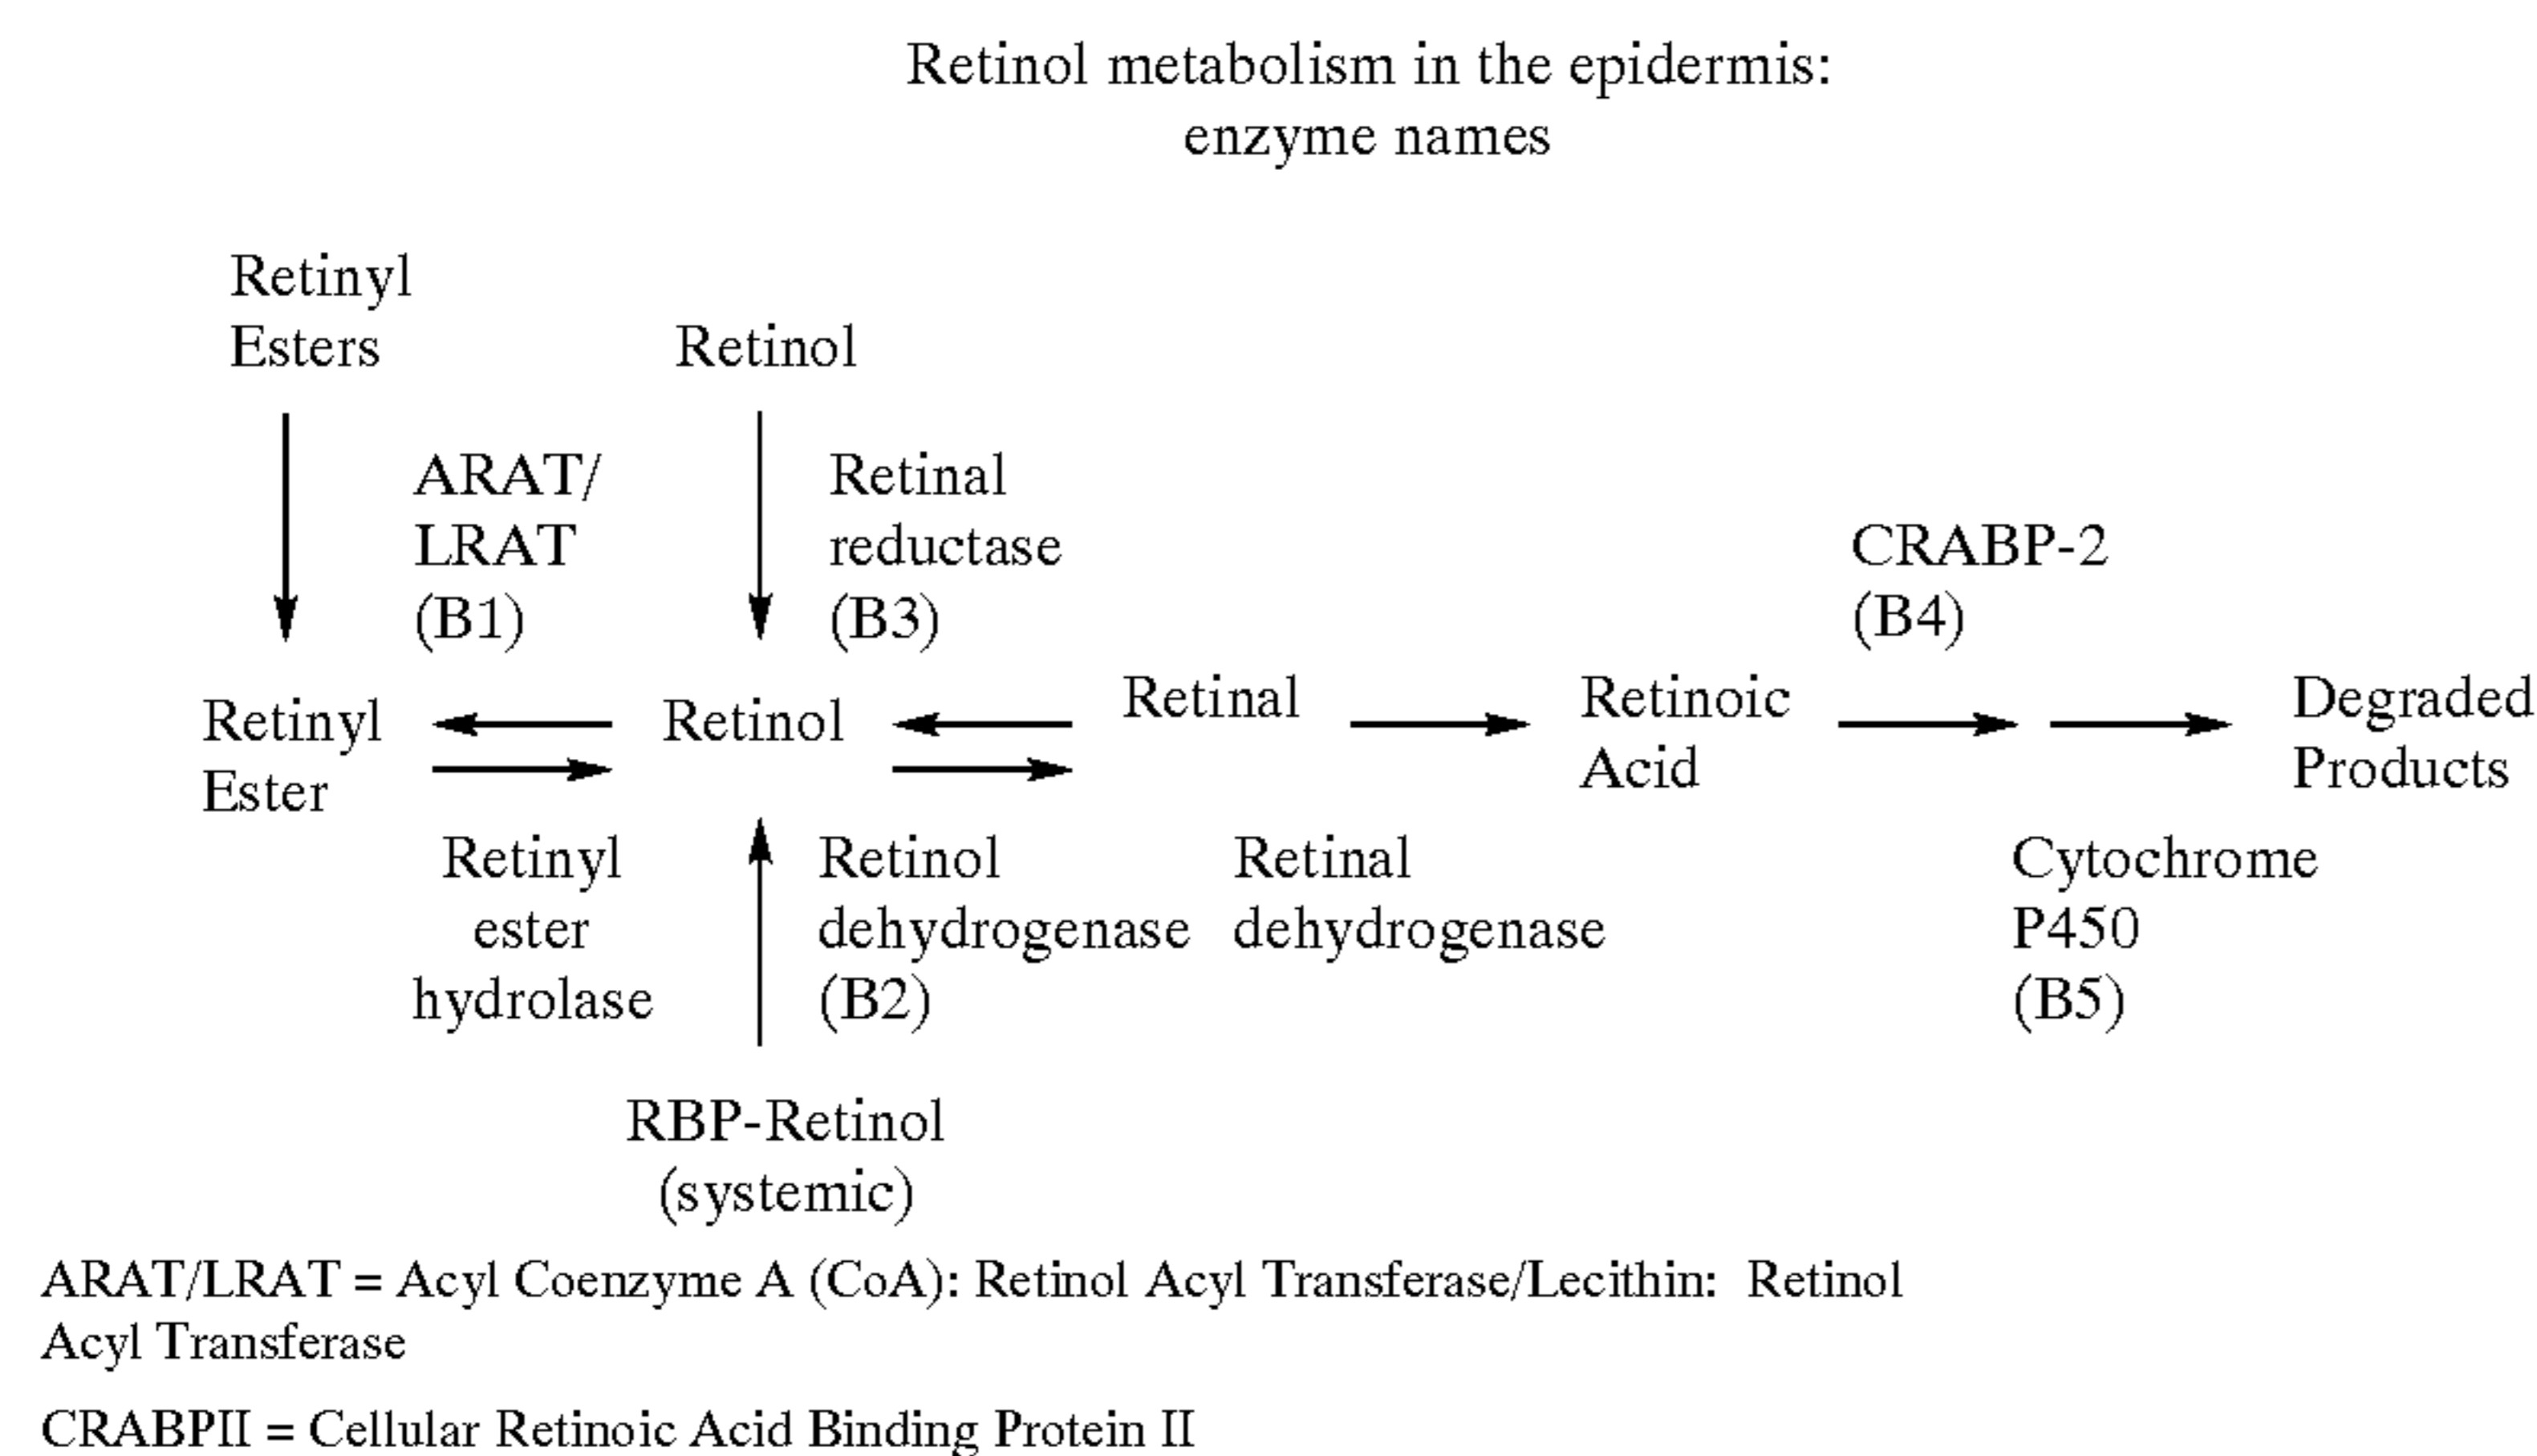 Retinol metabolism in the epidermis:
enzyme names
Retinyl
Esters
Retinol
ARAT/
LRAT
(B1)
Retinal
reductase
(B3)
CRABP-2
(B4)
Retinyl
Ester
Retinol
Retinal
Retinoic
Acid
Degraded
Products
Retinyl
ester
hydrolase
Retinol
dehydrogenase
(B2)
Retinal
dehydrogenase
Cytochrome
P450
(B5)
RBP-Retinol
(systemic)
ARAT/LRAT = Acyl Coenzyme A (CoA): Retinol Acyl Transferase/Lecithin: Retinol
Acyl Transferase
CRABPII = Cellular Retinoic Acid Binding Protein II